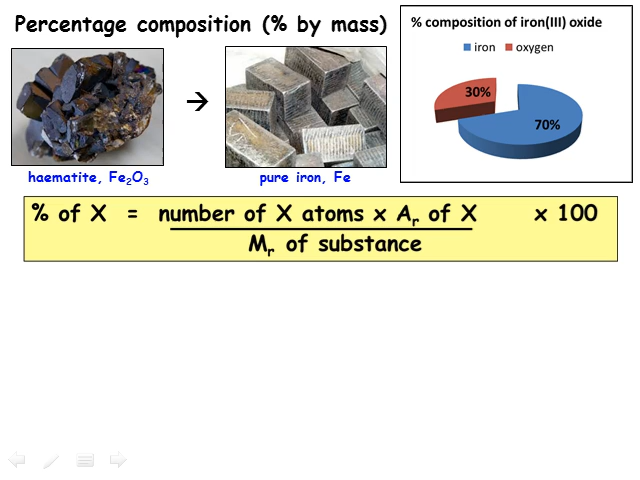 Percentage composition (% by mass)
% composition of iron(III) oxide
iron oxygen
30%
70%
→
haematite, Fe₂O₃
pure iron, Fe
% of X = number of X atoms x Aᵣ of X x 100
Mᵣ of substance